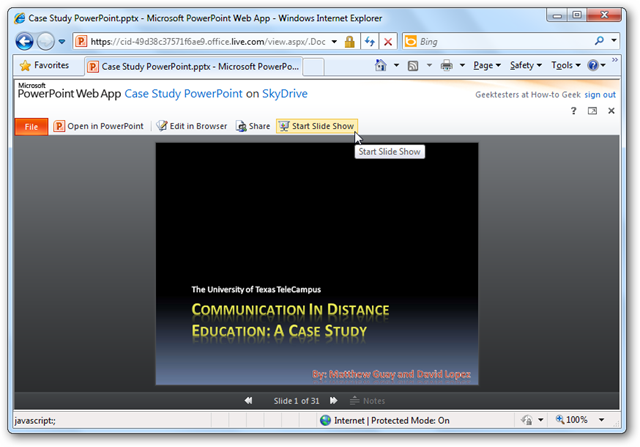 Case Study PowerPoint.pptx - Microsoft PowerPoint Web App - Windows Internet Explorer
https://cid-49d38c37571f6ae9.office.live.com/view.aspx/.Doc
Bing
Favorites
Case Study PowerPoint.pptx - Microsoft PowerPo...
Page
Safety
Tools
Microsoft
PowerPoint Web App Case Study PowerPoint on SkyDrive
Geektesters at How-to Geek sign out
File
Open in PowerPoint
Edit in Browser
Share
Start Slide Show
Start Slide Show
The University of Texas TeleCampus
COMMUNICATION IN DISTANCE
EDUCATION: A CASE STUDY
By: Matthew Guay and David Lopez
Slide 1 of 31
Notes
javascript:;
Internet | Protected Mode: On
100%